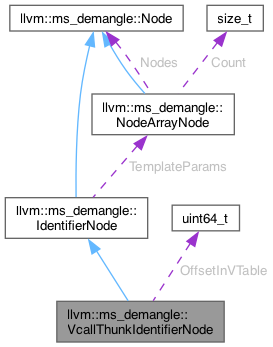 llvm::ms_demangle::Node
size_t
Nodes
Count
llvm::ms_demangle::
NodeArrayNode
TemplateParams
llvm::ms_demangle::
IdentifierNode
uint64_t
OffsetInVTable
llvm::ms_demangle::
VcallThunkIdentifierNode